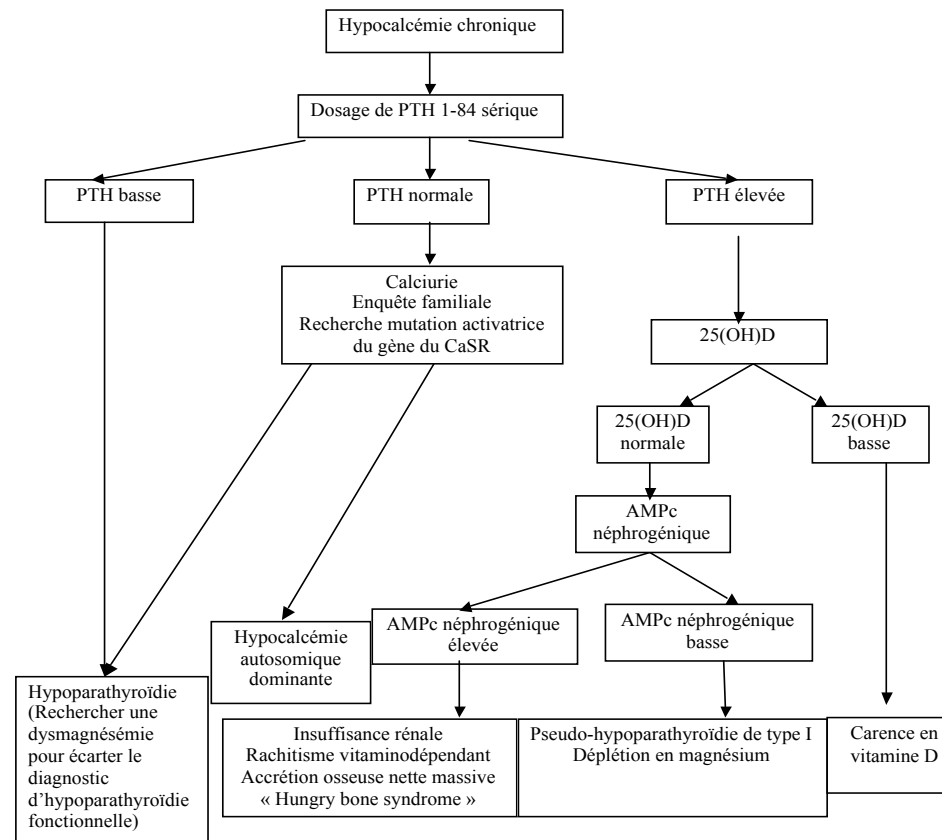 Hypocalcémie chronique
Dosage de PTH 1-84 sérique
PTH basse
PTH normale
PTH élevée
Calciurie
Enquête familiale
Recherche mutation activatrice
du gène du CaSR
25(OH)D
25(OH)D
normale
25(OH)D
basse
AMPc
néphrogénique
AMPc néphrogénique
élevée
AMPc néphrogénique
basse
Hypocalcémie
autosomique
dominante
Hypoparathyroïdie
(Rechercher une
dysmagnésémie
pour écarter le
diagnostic
d’hypoparathyroïdie
fonctionnelle)
Insuffisance rénale
Rachitisme vitaminodépendant
Accrétion osseuse nette massive
« Hungry bone syndrome »
Pseudo-hypoparathyroïdie de type I
Déplétion en magnésium
Carence en
vitamine D